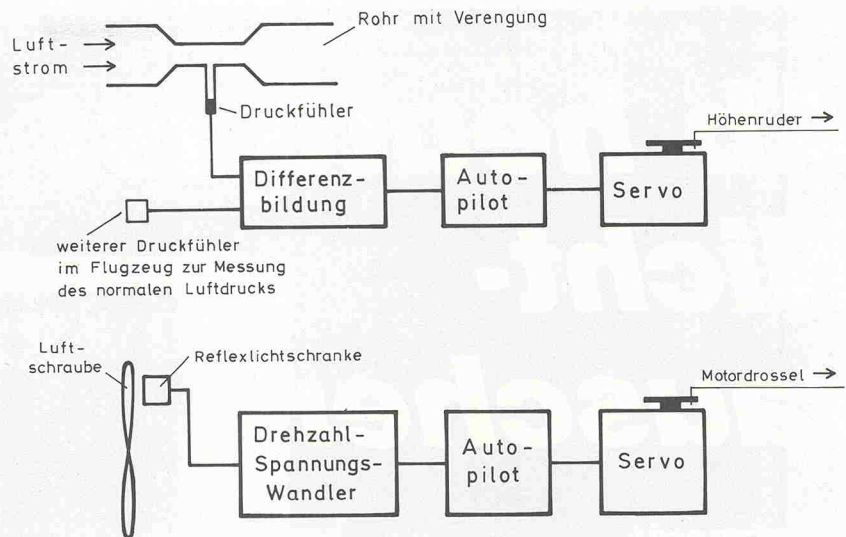 Rohr mit Verengung
Luft-
strom
Druckfühler
Höhenruder
Differenz-
bildung
Auto-
pilot
Servo
weiterer Druckfühler
im Flugzeug zur Messung
des normalen Luftdrucks
Luft-
schraube
Reflexlichtschranke
Motordrossel
Drehzahl-
Spannungs-
Wandler
Auto-
pilot
Servo